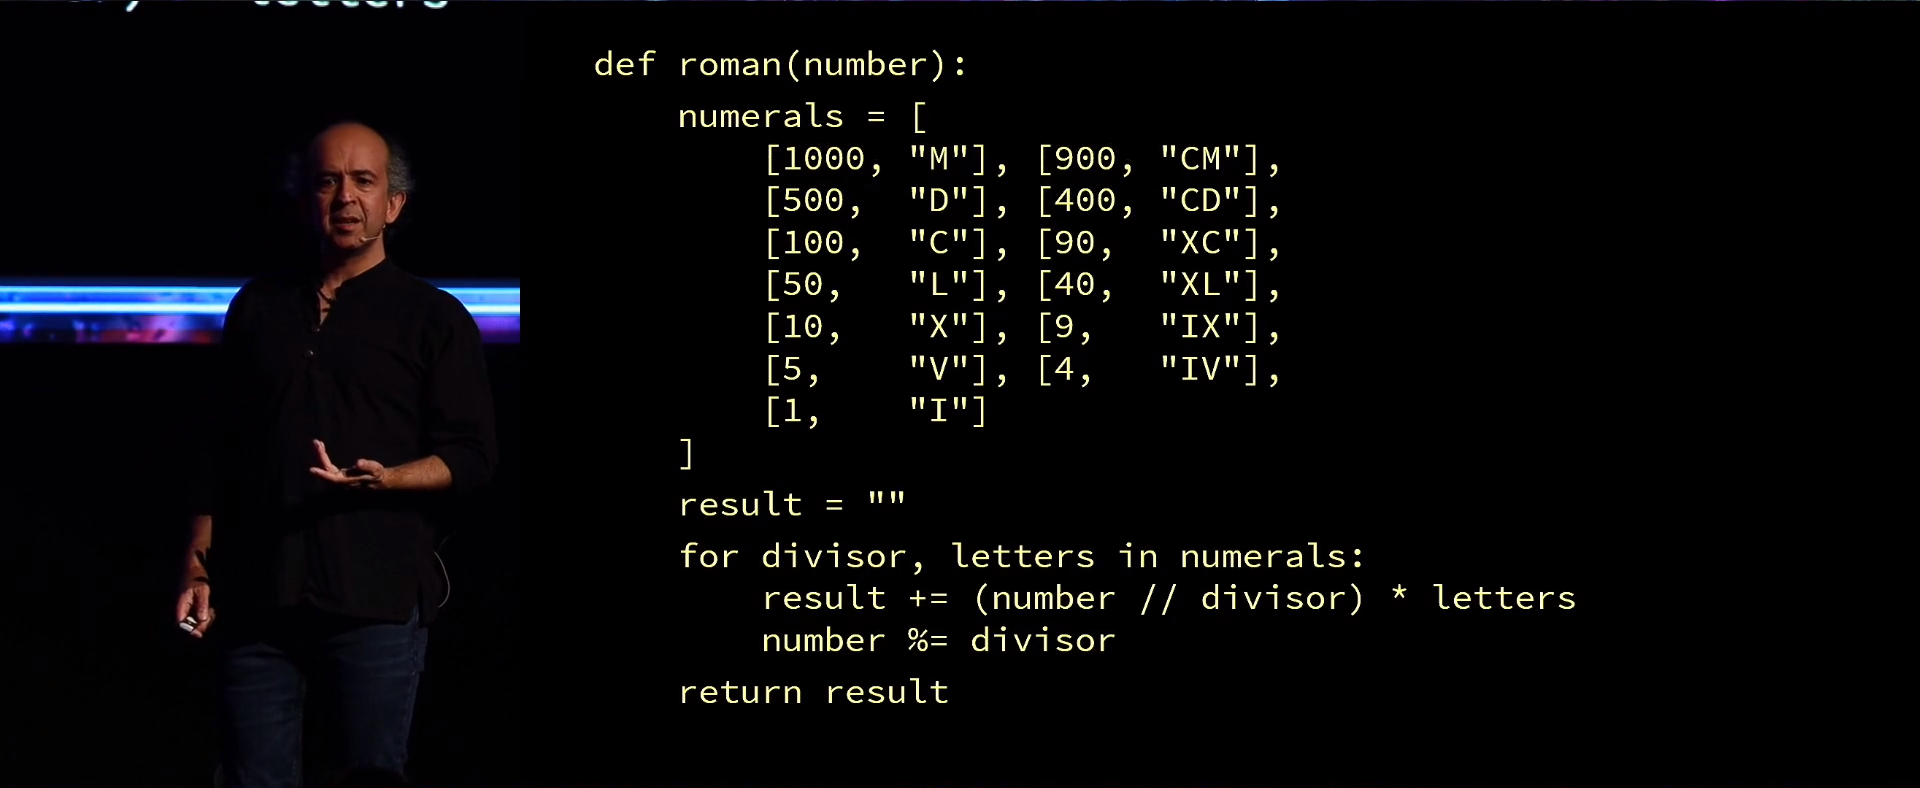 letters
def roman(number):
    numerals = [
        [1000, "M"], [900, "CM"],
        [500,  "D"], [400, "CD"],
        [100,  "C"], [90,  "XC"],
        [50,   "L"], [40,  "XL"],
        [10,   "X"], [9,   "IX"],
        [5,    "V"], [4,   "IV"],
        [1,    "I"]
    ]
    result = ""
    for divisor, letters in numerals:
        result += (number // divisor) * letters
        number %= divisor
    return result